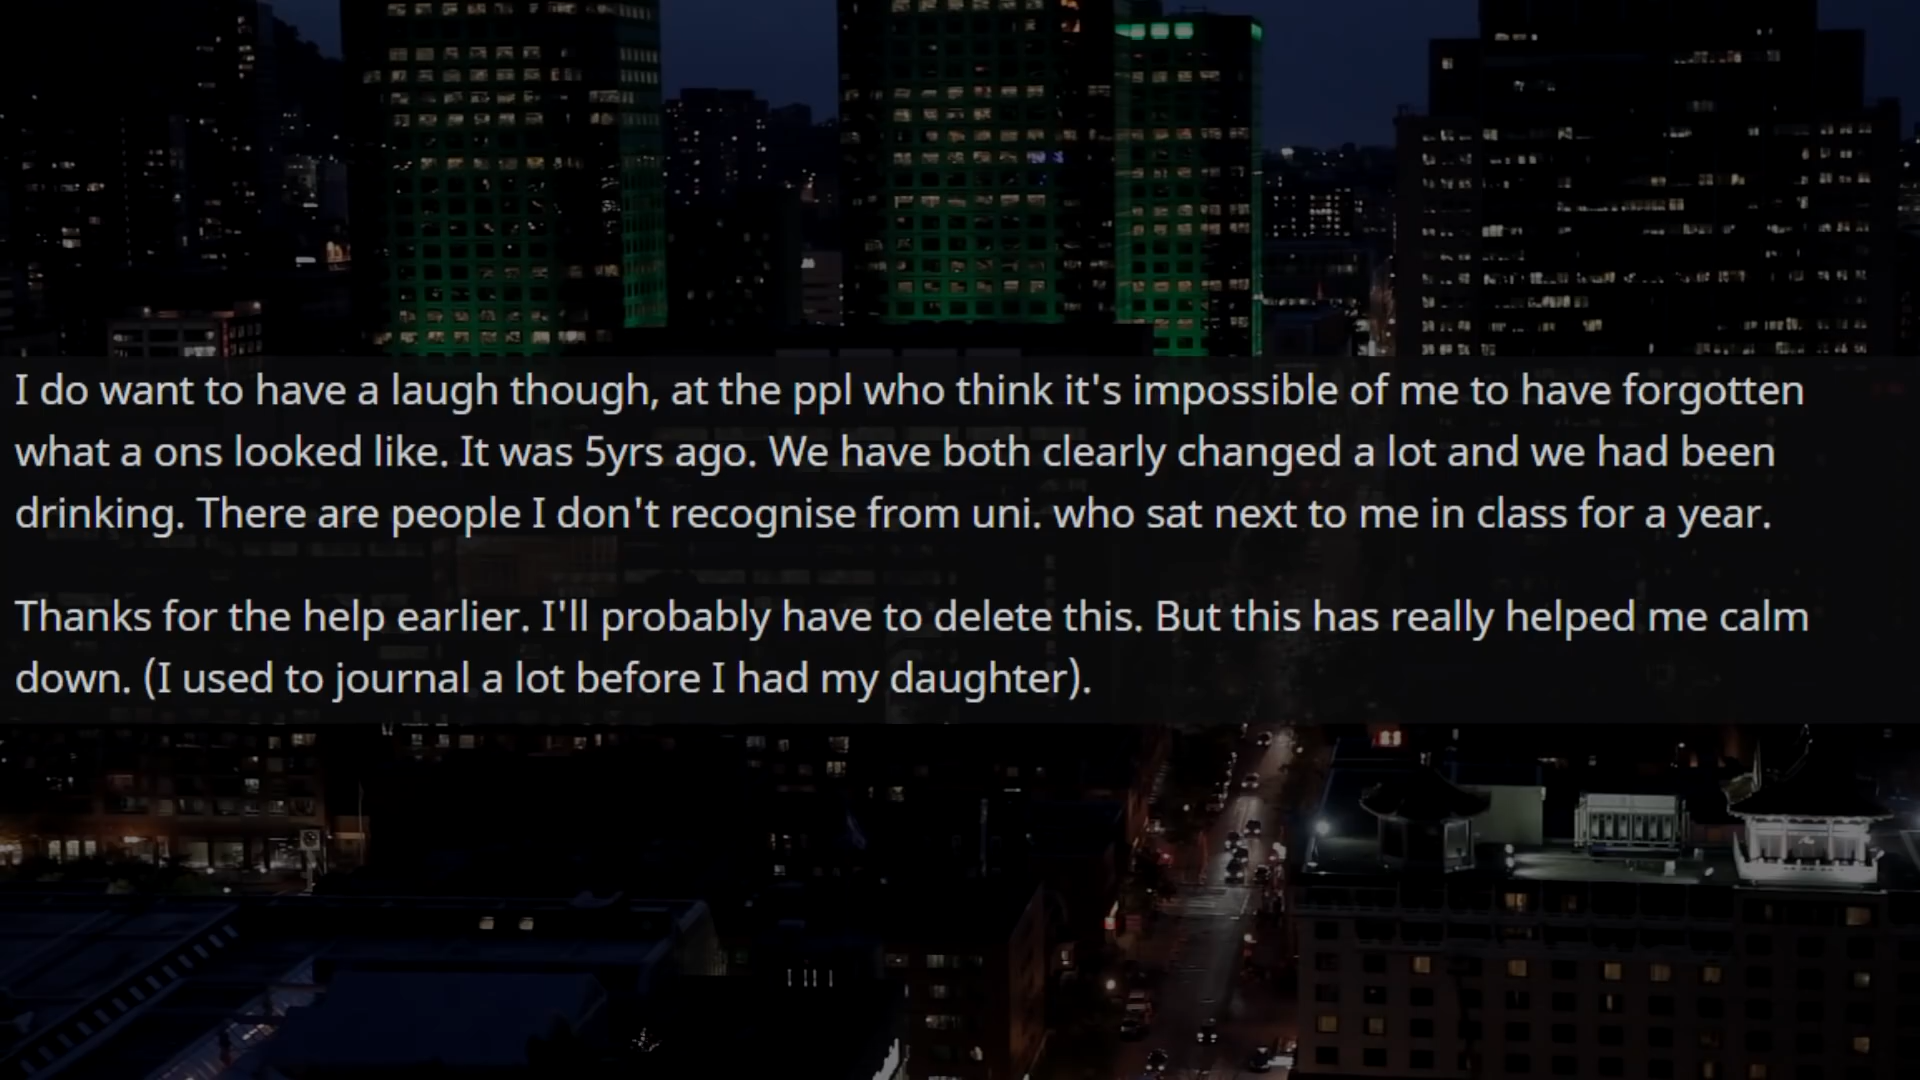 I do want to have a laugh though, at the ppl who think it's impossible of me to have forgotten
what a ons looked like. It was 5yrs ago. We have both clearly changed a lot and we had been
drinking. There are people I don't recognise from uni. who sat next to me in class for a year.
Thanks for the help earlier. I'll probably have to delete this. But this has really helped me calm
down. (I used to journal a lot before I had my daughter).